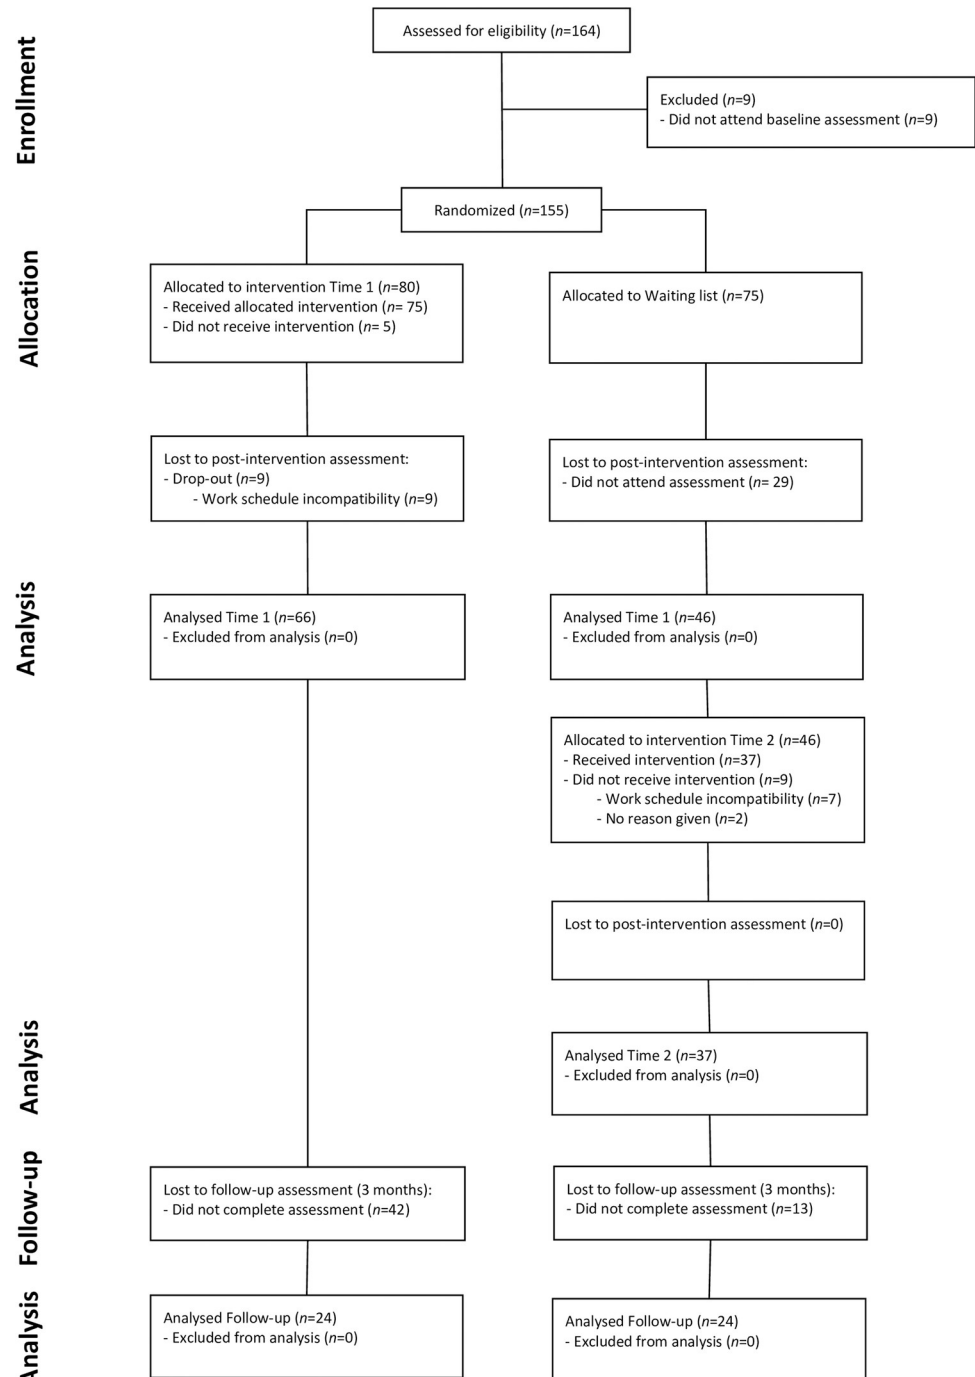 Enrollment
Assessed for eligibility (n=164)
Excluded (n=9)
- Did not attend baseline assessment (n=9)
Randomized (n=155)
Allocation
Allocated to intervention Time 1 (n=80)
- Received allocated intervention (n= 75)
- Did not receive intervention (n= 5)
Allocated to Waiting list (n=75)
Lost to post-intervention assessment:
- Drop-out (n=9)
- Work schedule incompatibility (n=9)
Lost to post-intervention assessment:
- Did not attend assessment (n= 29)
Analysis
Analysed Time 1 (n=66)
- Excluded from analysis (n=0)
Analysed Time 1 (n=46)
- Excluded from analysis (n=0)
Allocated to intervention Time 2 (n=46)
- Received intervention (n=37)
- Did not receive intervention (n=9)
- Work schedule incompatibility (n=7)
- No reason given (n=2)
Lost to post-intervention assessment (n=0)
Analysis
Analysed Time 2 (n=37)
- Excluded from analysis (n=0)
Follow-up
Lost to follow-up assessment (3 months):
- Did not complete assessment (n=42)
Lost to follow-up assessment (3 months):
- Did not complete assessment (n=13)
Analysis
Analysed Follow-up (n=24)
- Excluded from analysis (n=0)
Analysed Follow-up (n=24)
- Excluded from analysis (n=0)